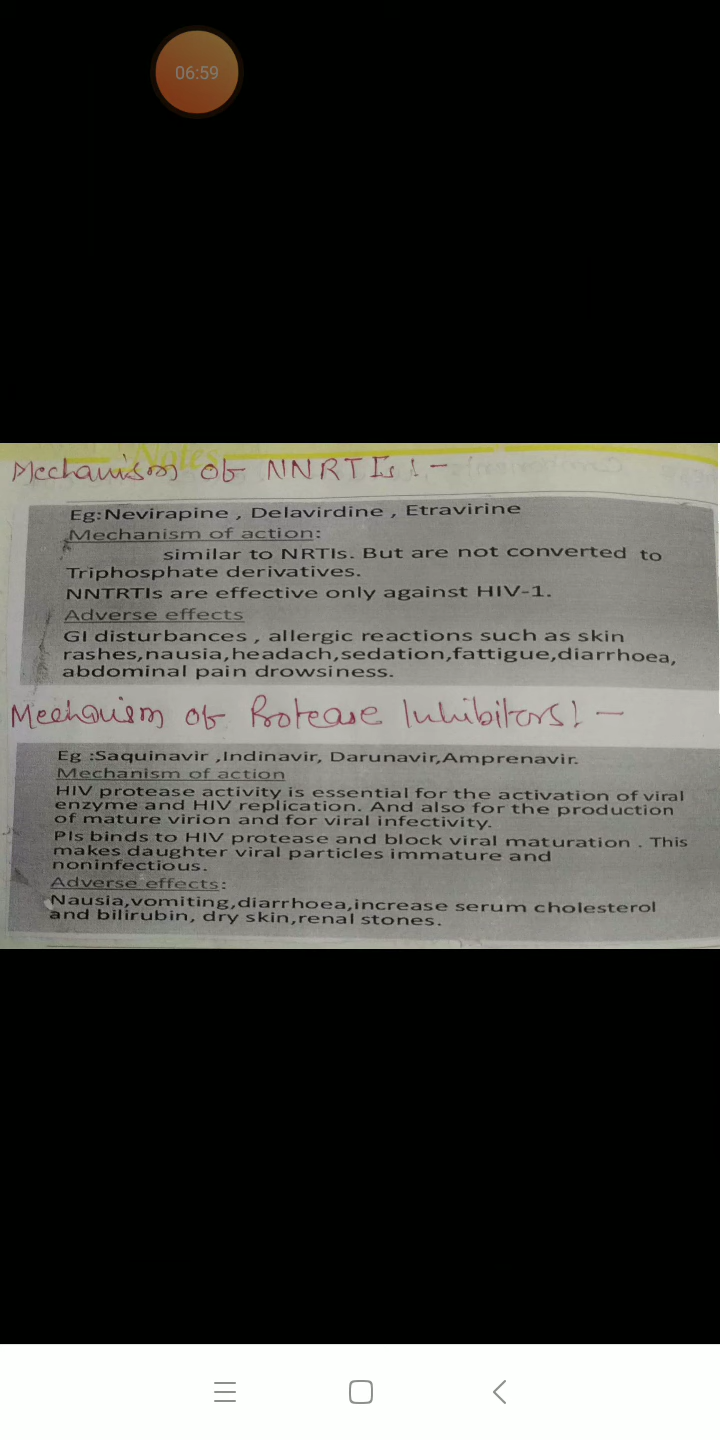 06:59
Notes
Mechanism of NNRTIs :-
Eg:Nevirapine , Delavirdine , Etravirine
Mechanism of action:
similar to NRTIs. But are not converted to
Triphosphate derivatives.
NNTRTIs are effective only against HIV-1.
Adverse effects
GI disturbances , allergic reactions such as skin
rashes,nausia,headach,sedation,fattigue,diarrhoea,
abdominal pain drowsiness.
Mechanism of Protease Inhibitors :-
Eg :Saquinavir ,Indinavir, Darunavir,Amprenavir.
Mechanism of action
HIV protease activity is essential for the activation of viral
enzyme and HIV replication. And also for the production
of mature virion and for viral infectivity.
PIs binds to HIV protease and block viral maturation . This
makes daughter viral particles immature and
noninfectious.
Adverse effects:
Nausia,vomiting,diarrhoea,increase serum cholesterol
and bilirubin, dry skin,renal stones.